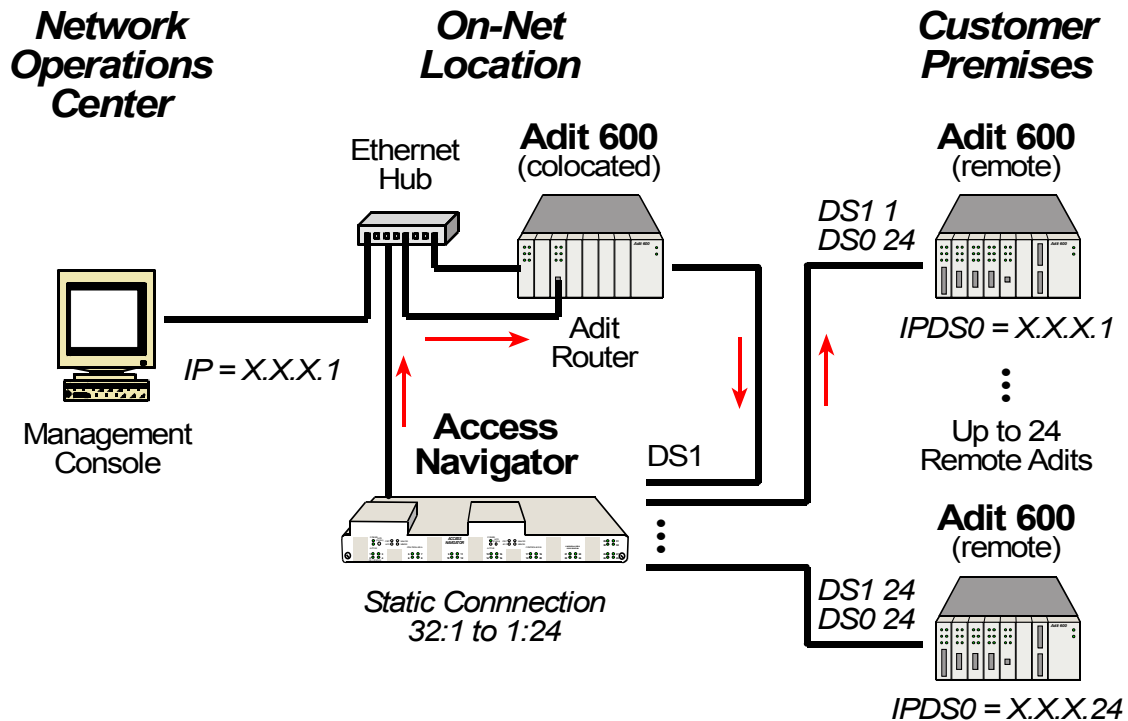 Network
Operations
Center
On-Net
Location
Customer
Premises
Ethernet
Hub
Adit 600
(colocated)
Adit 600
(remote)
DS1 1
DS0 24
Adit 600
Adit 600
IP = X.X.X.1
Adit
Router
IPDS0 = X.X.X.1
Management
Console
Access
Navigator
DS1
Up to 24
Remote Adits
ACCESS
NAVIGATOR
Static Connnection
32:1 to 1:24
Adit 600
(remote)
DS1 24
DS0 24
Adit 600
IPDS0 = X.X.X.24